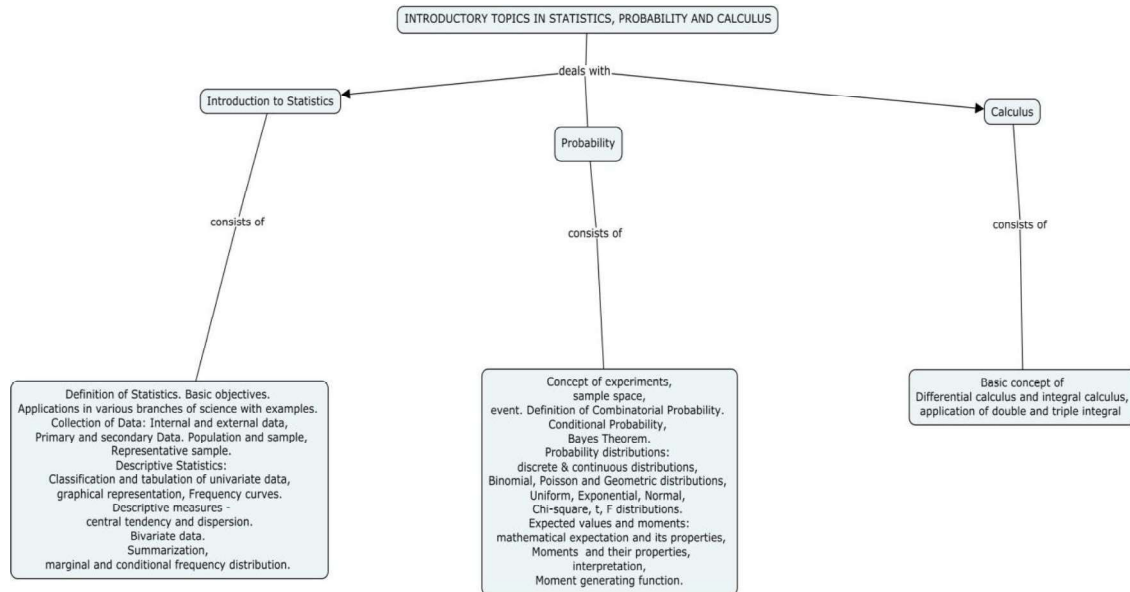 INTRODUCTORY TOPICS IN STATISTICS, PROBABILITY AND CALCULUS
deals with
Introduction to Statistics
Probability
Calculus
consists of
consists of
consists of
Definition of Statistics. Basic objectives.
Applications in various branches of science with examples.
Collection of Data: Internal and external data,
Primary and secondary Data. Population and sample,
Representative sample.
Descriptive Statistics:
Classification and tabulation of univariate data,
graphical representation, Frequency curves.
Descriptive measures -
central tendency and dispersion.
Bivariate data.
Summarization,
marginal and conditional frequency distribution.
Concept of experiments,
sample space,
event. Definition of Combinatorial Probability.
Conditional Probability,
Bayes Theorem.
Probability distributions:
discrete & continuous distributions,
Binomial, Poisson and Geometric distributions,
Uniform, Exponential, Normal,
Chi-square, t, F distributions.
Expected values and moments:
mathematical expectation and its properties,
Moments and their properties,
interpretation,
Moment generating function.
Basic concept of
Differential calculus and integral calculus,
application of double and triple integral